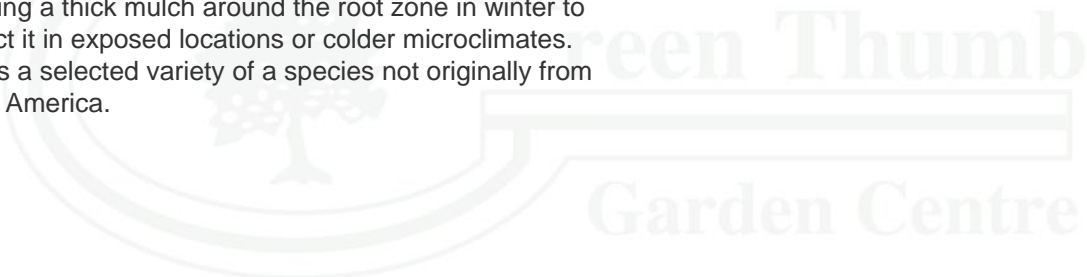 ing a thick mulch around the root zone in winter to
ct it in exposed locations or colder microclimates.
s a selected variety of a species not originally from
America.
reen Thumb
Garden Centre